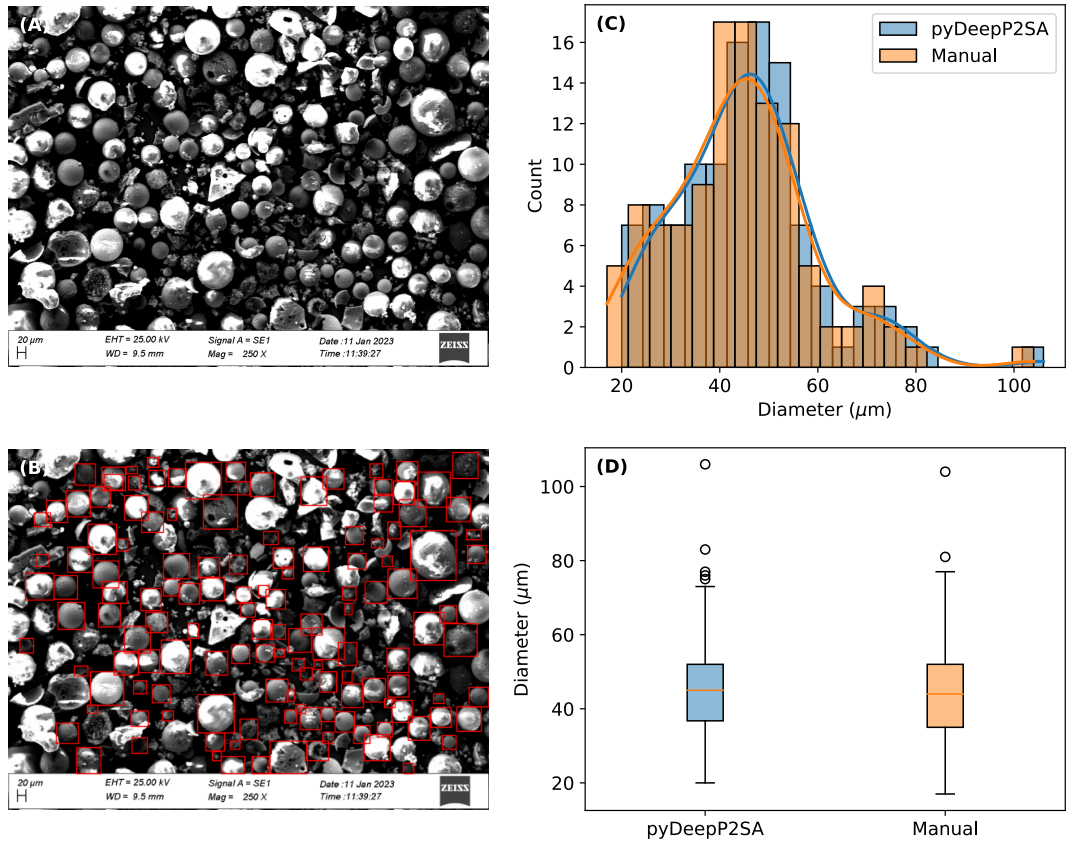 (A)
20 µm
EHT = 25.00 kV
Signal A = SE1
Date :11 Jan 2023
WD = 9.5 mm
Mag = 250 X
Time :11:39:27
ZEISS
(C)
pyDeepP2SA
Manual
16
14
12
10
8
6
4
2
0
Count
20
40
60
80
100
Diameter (µm)
(B)
20 µm
EHT = 25.00 kV
Signal A = SE1
Date :11 Jan 2023
WD = 9.5 mm
Mag = 250 X
Time :11:39:27
ZEISS
(D)
100
80
60
40
20
Diameter (µm)
pyDeepP2SA
Manual